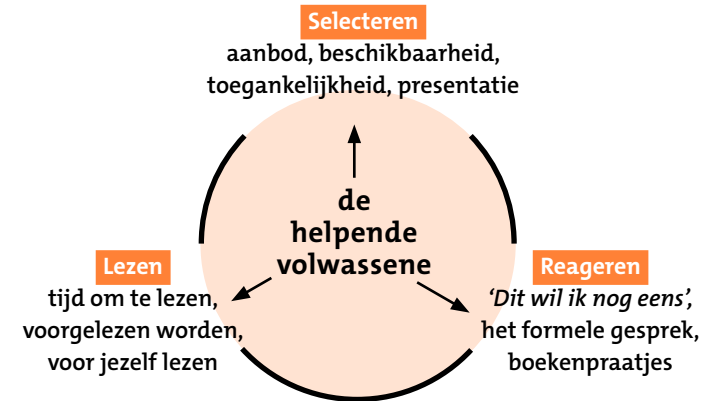 Selecteren
aanbod, beschikbaarheid,
toegankelijkheid, presentatie
de
helpende
volwassene
Lezen
tijd om te lezen,
voorgelezen worden,
voor jezelf lezen
Reageren
‘Dit wil ik nog eens’,
het formele gesprek,
boekenpraatjes